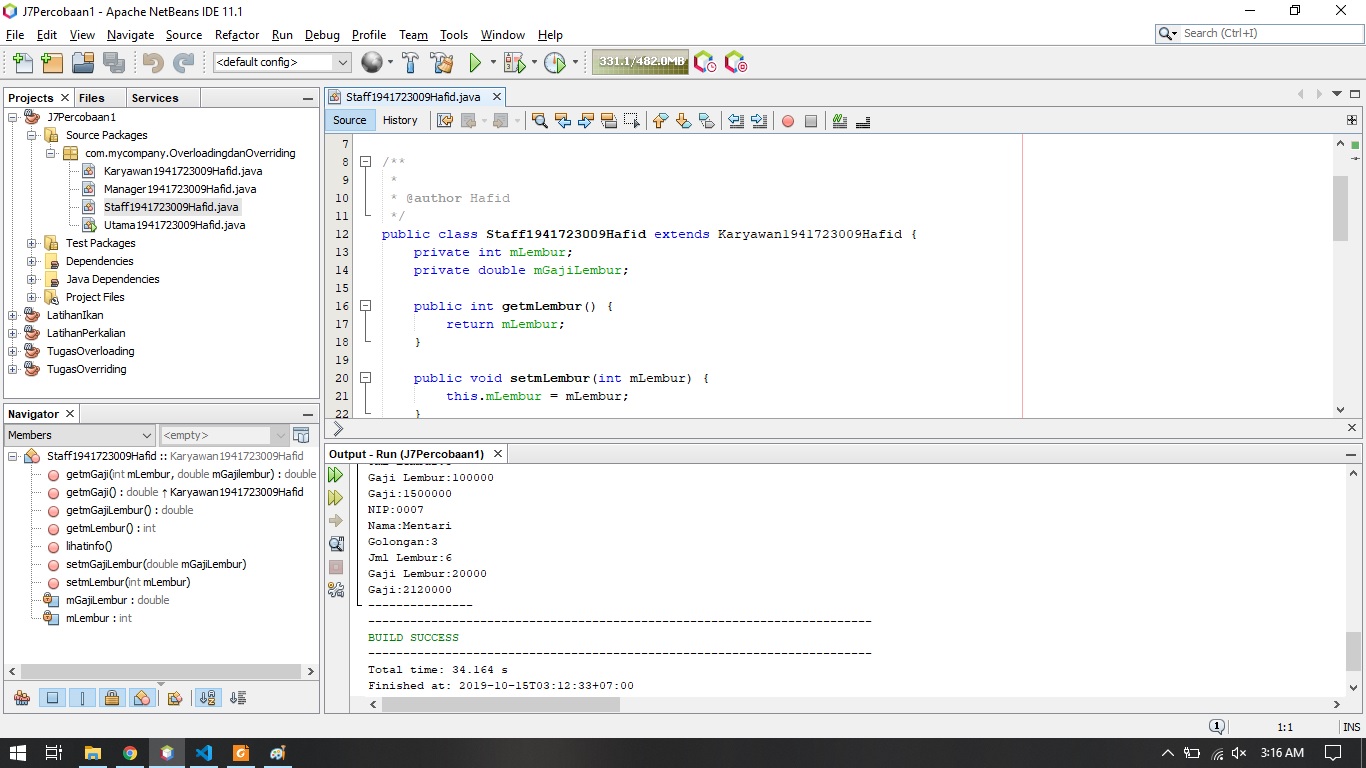 J7Percobaan1 - Apache NetBeans IDE 11.1
File Edit View Navigate Source Refactor Run Debug Profile Team Tools Window Help
Search (Ctrl+I)
<default config>
331.1/482.0MB
Projects Files Services
J7Percobaan1
Source Packages
com.mycompany.OverloadingdanOverriding
Karyawan1941723009Hafid.java
Manager1941723009Hafid.java
Staff1941723009Hafid.java
Utama1941723009Hafid.java
Test Packages
Dependencies
Java Dependencies
Project Files
LatihanIkan
LatihanPerkalian
TugasOverloading
TugasOverriding
Navigator
Members
<empty>
Staff1941723009Hafid :: Karyawan1941723009Hafid
getmGaji(int mLembur, double mGajilembur) : double
getmGaji() : double ↑ Karyawan1941723009Hafid
getmGajiLembur() : double
getmLembur() : int
lihatinfo()
setmGajiLembur(double mGajiLembur)
setmLembur(int mLembur)
mGajiLembur : double
mLembur : int
Staff1941723009Hafid.java
Source History
7
8 /**
9 *
10 * @author Hafid
11 */
12 public class Staff1941723009Hafid extends Karyawan1941723009Hafid {
13 private int mLembur;
14 private double mGajiLembur;
15
16 public int getmLembur() {
17 return mLembur;
18 }
19
20 public void setmLembur(int mLembur) {
21 this.mLembur = mLembur;
22 }
Output - Run (J7Percobaan1)
Gaji Lembur:100000
Gaji:1500000
NIP:0007
Nama:Mentari
Golongan:3
Jml Lembur:6
Gaji Lembur:20000
Gaji:2120000
---------------
------------------------------------------------------------------------
BUILD SUCCESS
------------------------------------------------------------------------
Total time: 34.164 s
Finished at: 2019-10-15T03:12:33+07:00
1
1:1
INS
3:16 AM